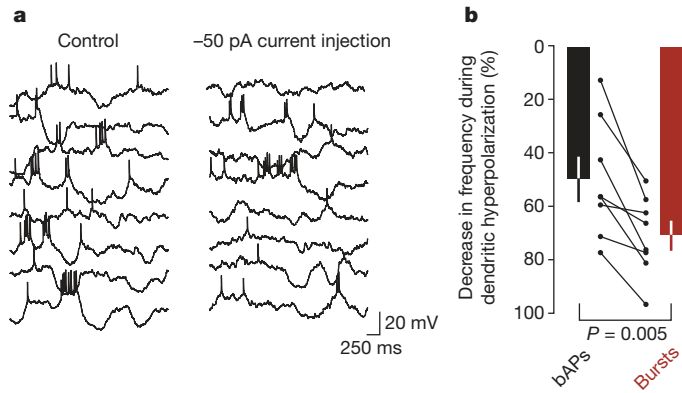 a
Control
–50 pA current injection
20 mV
250 ms
b
Decrease in frequency during
dendritic hyperpolarization (%)
0
20
40
60
80
100
P = 0.005
bAPs
Bursts